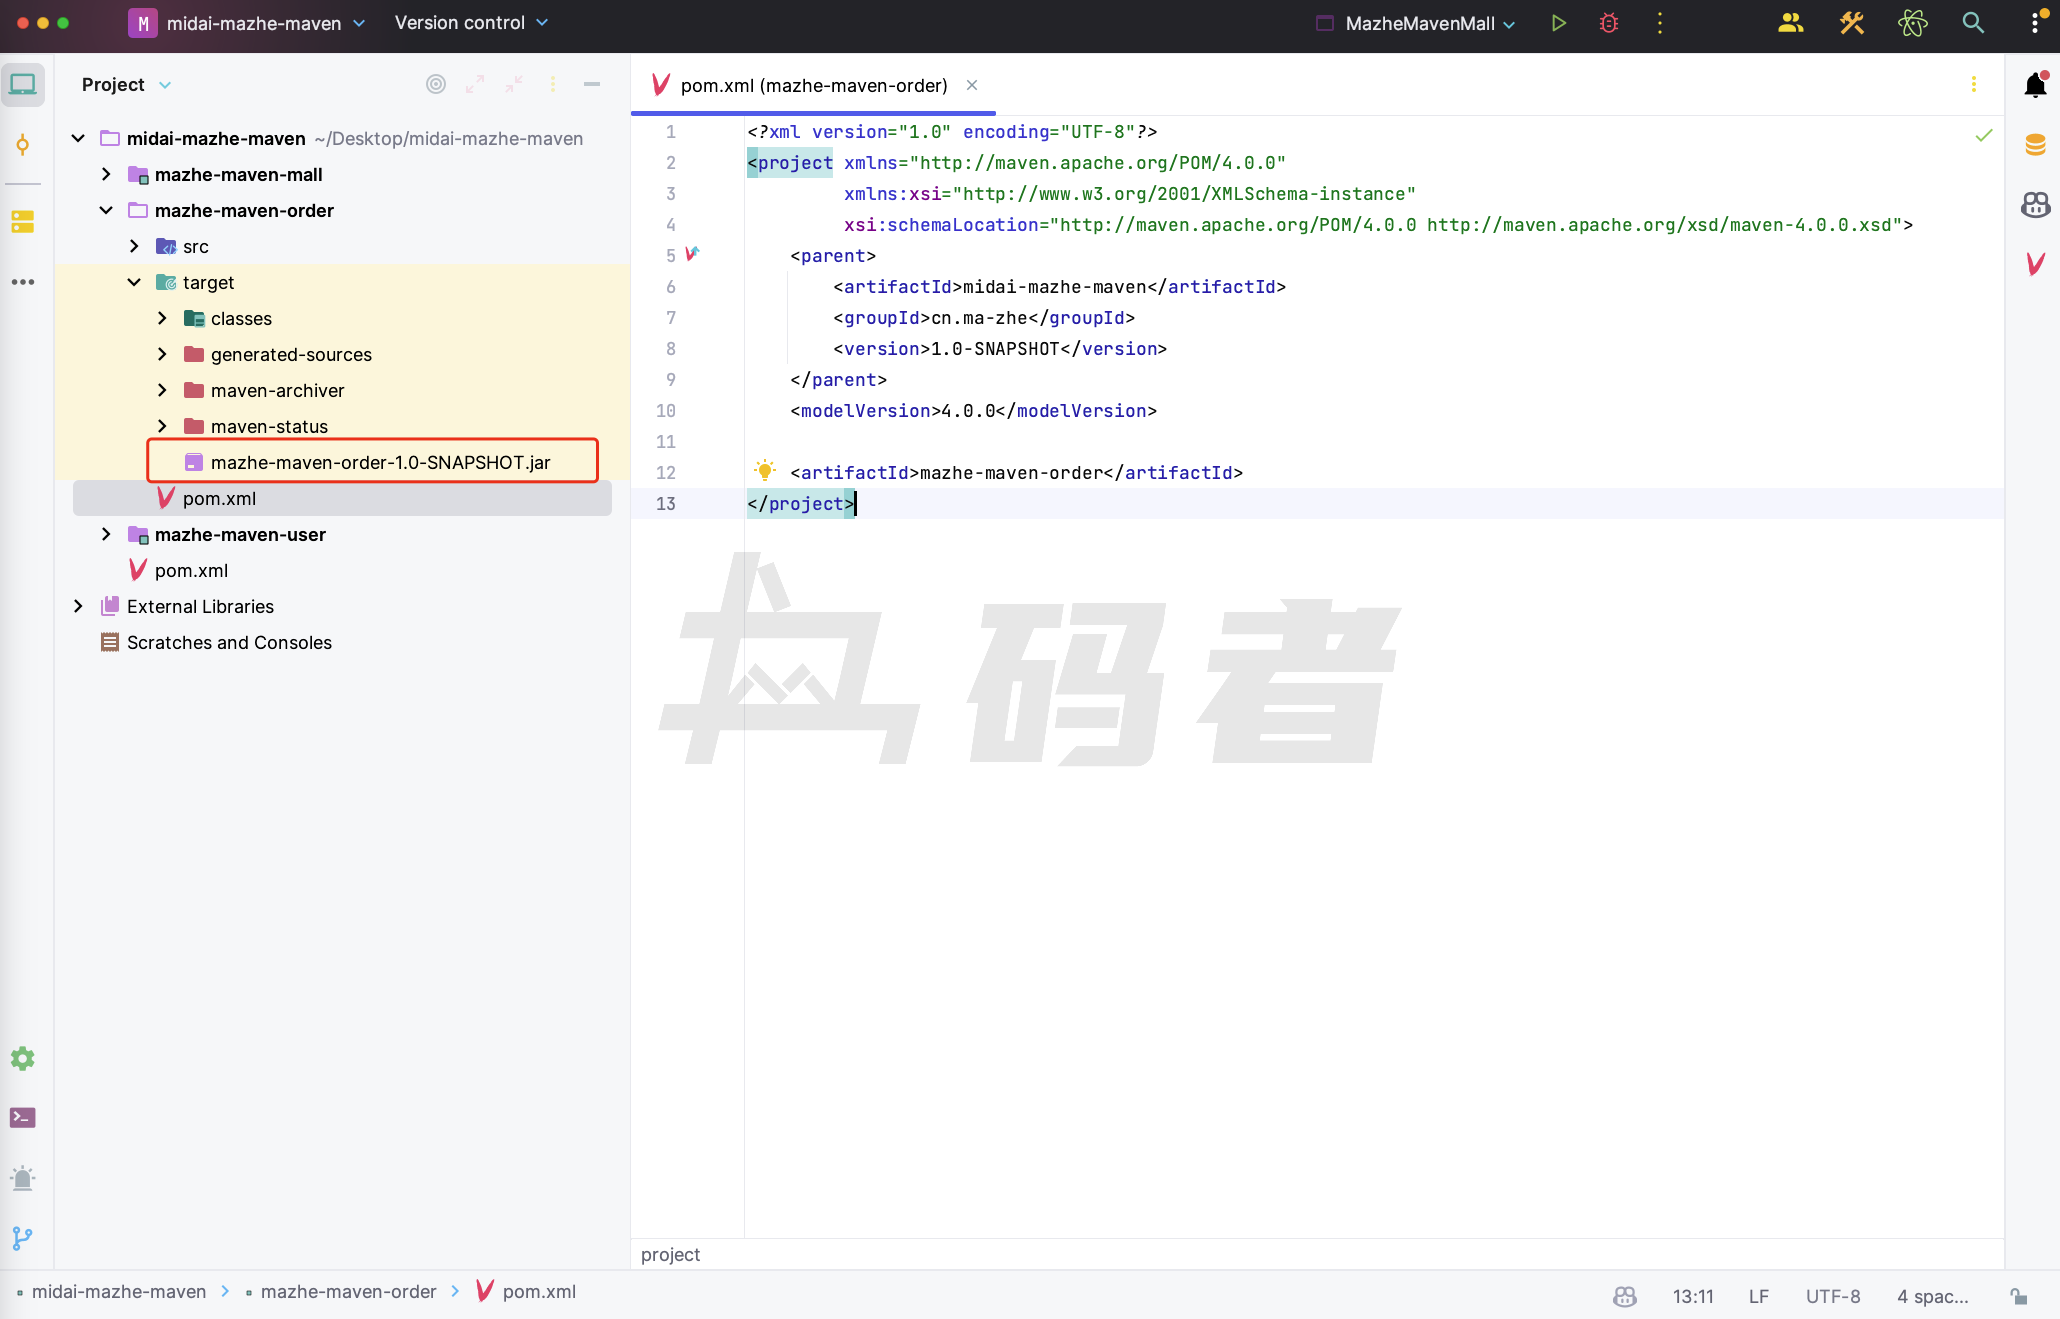 M midai-mazhe-maven Version control MazheMavenMall
Project
midai-mazhe-maven ~/Desktop/midai-mazhe-maven
mazhe-maven-mall
mazhe-maven-order
src
target
classes
generated-sources
maven-archiver
maven-status
mazhe-maven-order-1.0-SNAPSHOT.jar
pom.xml
mazhe-maven-user
pom.xml
External Libraries
Scratches and Consoles
pom.xml (mazhe-maven-order)
1 <?xml version="1.0" encoding="UTF-8"?>
2 <project xmlns="http://maven.apache.org/POM/4.0.0"
3 xmlns:xsi="http://www.w3.org/2001/XMLSchema-instance"
4 xsi:schemaLocation="http://maven.apache.org/POM/4.0.0 http://maven.apache.org/xsd/maven-4.0.0.xsd">
5 <parent>
6 <artifactId>midai-mazhe-maven</artifactId>
7 <groupId>cn.ma-zhe</groupId>
8 <version>1.0-SNAPSHOT</version>
9 </parent>
10 <modelVersion>4.0.0</modelVersion>
11
12 <artifactId>mazhe-maven-order</artifactId>
13 </project>
码者
project
midai-mazhe-maven mazhe-maven-order pom.xml
13:11 LF UTF-8 4 spac...